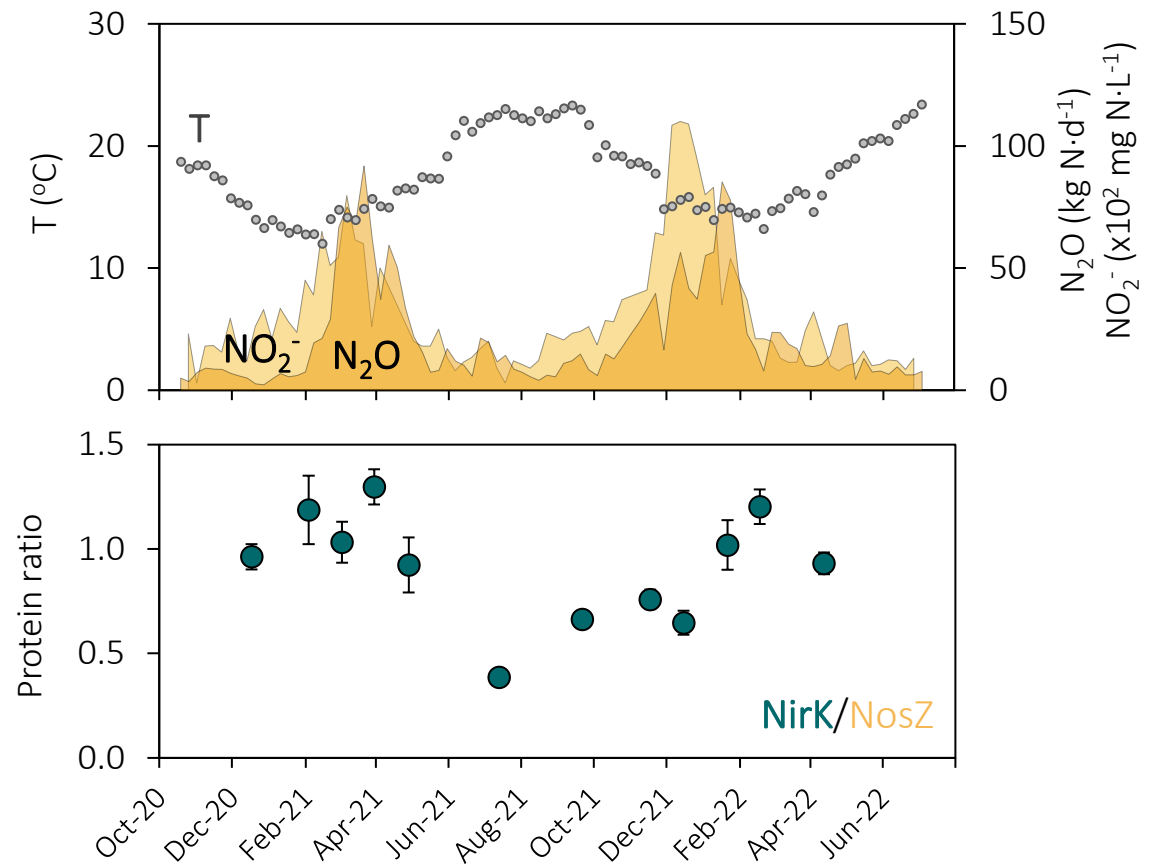 30
20
10
0
T (ºC)
T
NO₂⁻
N₂O
150
100
50
0
N₂O (kg N·d⁻¹)
NO₂⁻ (x10² mg N·L⁻¹)
1.5
1.0
0.5
0.0
Protein ratio
NirK/NosZ
Oct-20
Dec-20
Feb-21
Apr-21
Jun-21
Aug-21
Oct-21
Dec-21
Feb-22
Apr-22
Jun-22